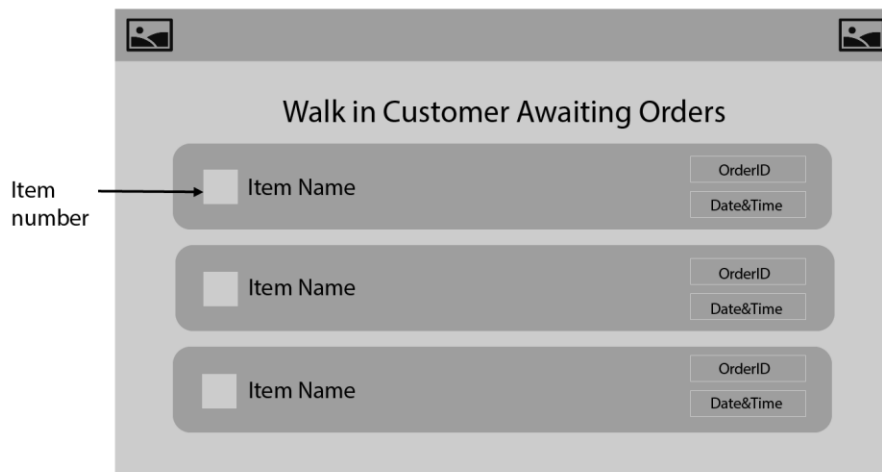 Walk in Customer Awaiting Orders
Item
number
Item Name
OrderID
Date&Time
Item Name
OrderID
Date&Time
Item Name
OrderID
Date&Time